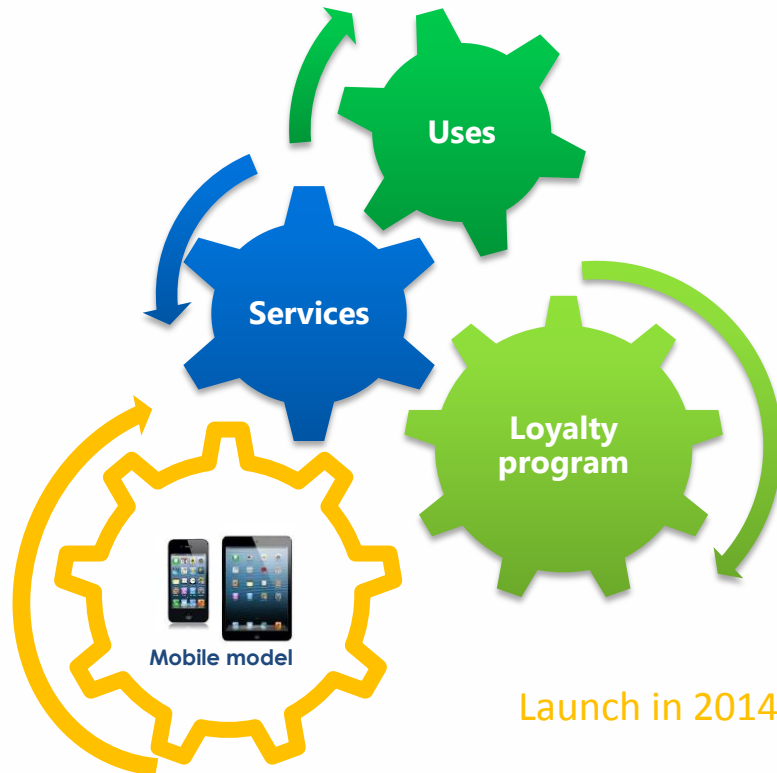 Uses
Services
Loyalty
program
Mobile model
Launch in 2014